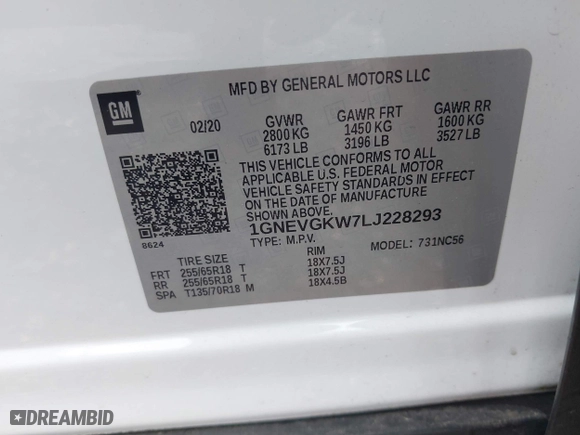 MFD BY GENERAL MOTORS LLC
GM
02/20
GVWR GAWR FRT GAWR RR
2800 KG 1450 KG 1600 KG
6173 LB 3196 LB 3527 LB
THIS VEHICLE CONFORMS TO ALL
APPLICABLE U.S. FEDERAL MOTOR
VEHICLE SAFETY STANDARDS IN EFFECT
ON THE DATE OF MANUFACTURE
SHOWN ABOVE.
1GNEVGKW7LJ228293
8624
TYPE: M.P.V. MODEL: 731NC56
TIRE SIZE RIM
FRT 255/65R18 T 18X7.5J
RR 255/65R18 T 18X7.5J
SPA T135/70R18 M 18X4.5B
DREAMBID